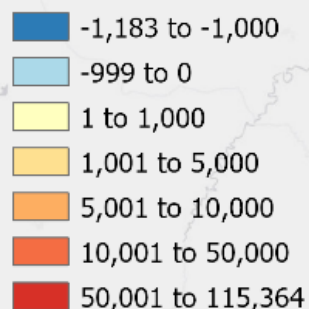 -1,183 to -1,000
-999 to 0
1 to 1,000
1,001 to 5,000
5,001 to 10,000
10,001 to 50,000
50,001 to 115,364